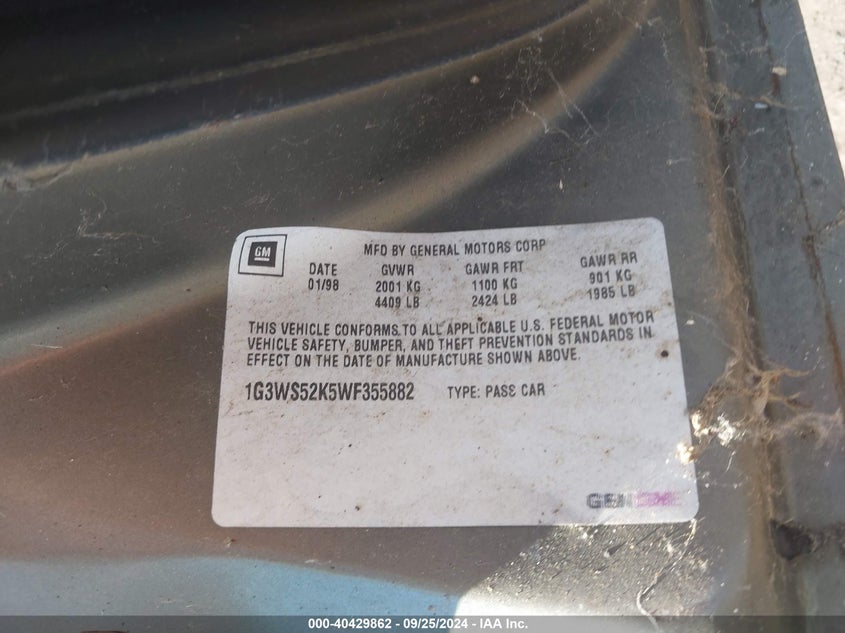 GM
MFD BY GENERAL MOTORS CORP
DATE GVWR GAWR FRT GAWR RR
01/98 2001 KG 1100 KG 901 KG
4409 LB 2424 LB 1985 LB
THIS VEHICLE CONFORMS TO ALL APPLICABLE U.S. FEDERAL MOTOR
VEHICLE SAFETY, BUMPER, AND THEFT PREVENTION STANDARDS IN
EFFECT ON THE DATE OF MANUFACTURE SHOWN ABOVE.
1G3WS52K5WF355882 TYPE: PASS CAR
000-40429862 - 09/25/2024 - IAA Inc.